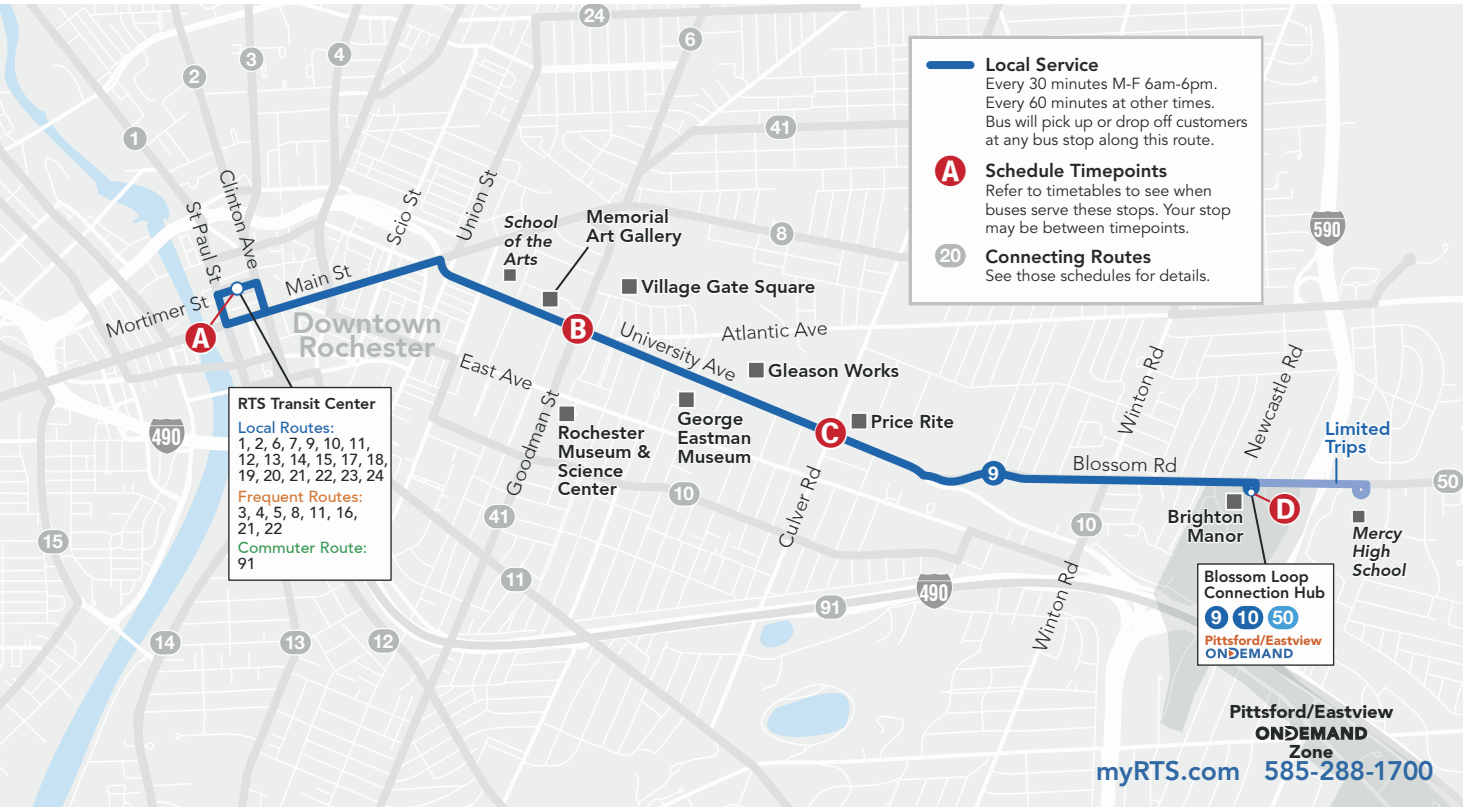 24
6
3
4
2
1
41
8
Local Service
Every 30 minutes M-F 6am-6pm.
Every 60 minutes at other times.
Bus will pick up or drop off customers
at any bus stop along this route.
A
Schedule Timepoints
Refer to timetables to see when
buses serve these stops. Your stop
may be between timepoints.
20
Connecting Routes
See those schedules for details.
590
Clinton Ave
St Paul St
Scio St
Union St
School
of the
Arts
Memorial
Art Gallery
Village Gate Square
Main St
Mortimer St
A
Downtown
Rochester
B
University Ave
Atlantic Ave
East Ave
Gleason Works
Goodman St
Rochester
Museum &
Science
Center
George
Eastman
Museum
C
Price Rite
Culver Rd
Winton Rd
Newcastle Rd
Limited
Trips
9
Blossom Rd
50
D
Brighton
Manor
Mercy
High
School
490
RTS Transit Center
Local Routes:
1, 2, 6, 7, 9, 10, 11,
12, 13, 14, 15, 17, 18,
19, 20, 21, 22, 23, 24
Frequent Routes:
3, 4, 5, 8, 11, 16,
21, 22
Commuter Route:
91
10
41
10
15
11
490
91
Winton Rd
14
13
12
Blossom Loop
Connection Hub
9 10 50
Pittsford/Eastview
ONDEMAND
Pittsford/Eastview
ONDEMAND
Zone
myRTS.com 585-288-1700